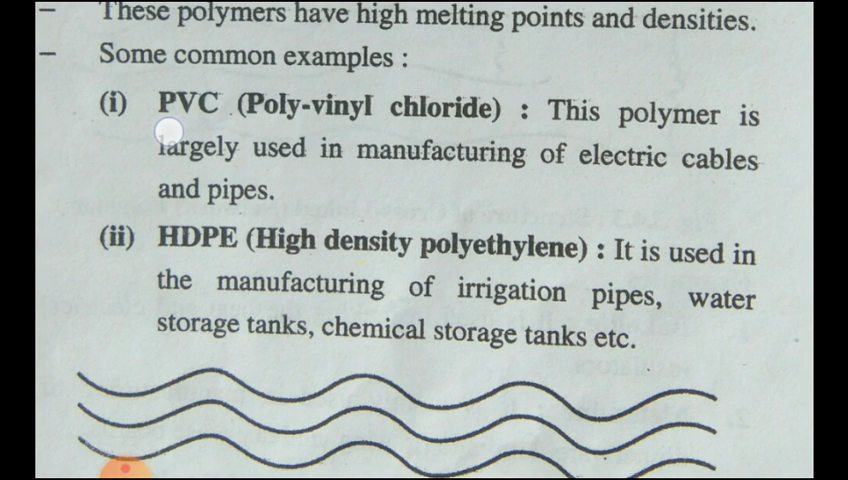 – These polymers have high melting points and densities.
– Some common examples :
(i) PVC (Poly-vinyl chloride) : This polymer is
largely used in manufacturing of electric cables
and pipes.
(ii) HDPE (High density polyethylene) : It is used in
the manufacturing of irrigation pipes, water
storage tanks, chemical storage tanks etc.